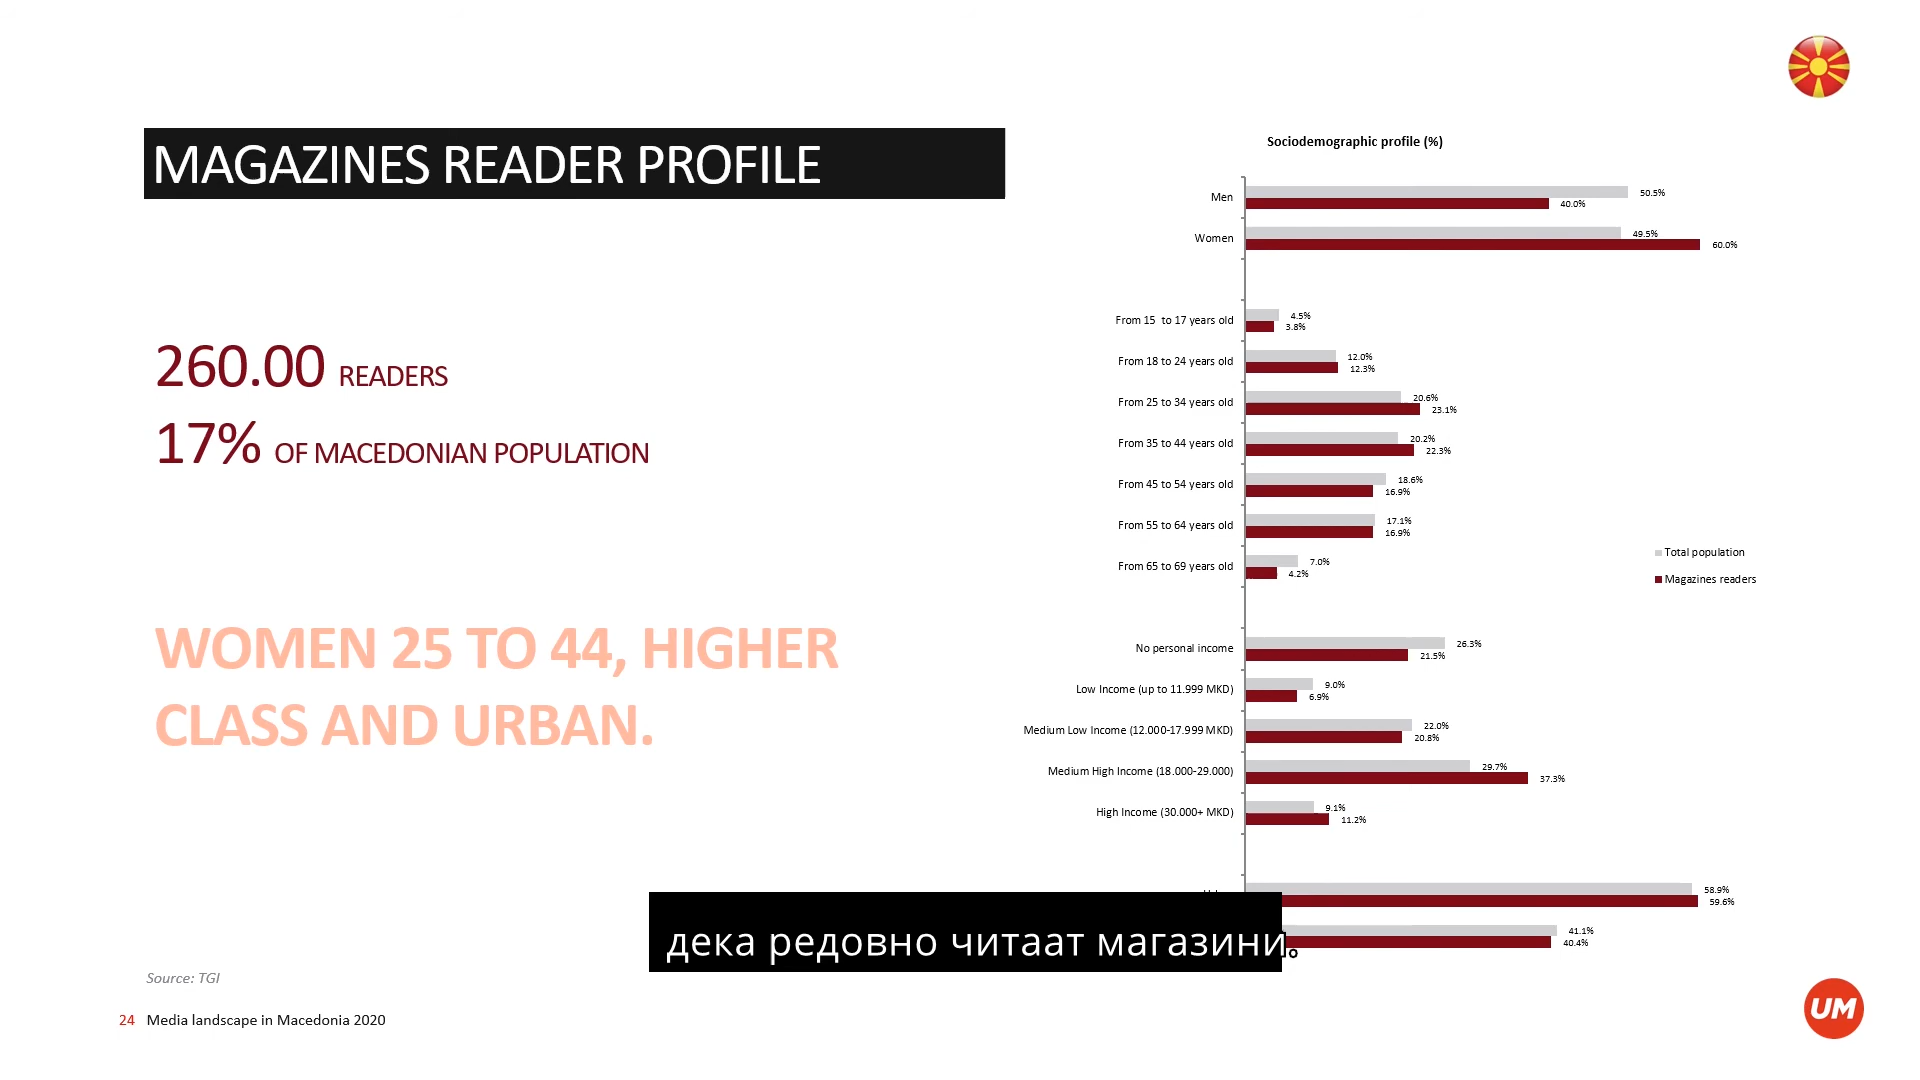 MAGAZINES READER PROFILE
260.00 READERS
17% OF MACEDONIAN POPULATION
WOMEN 25 TO 44, HIGHER
CLASS AND URBAN.
Sociodemographic profile (%)
Men
50.5%
40.0%
Women
49.5%
60.0%
From 15 to 17 years old
4.5%
3.8%
From 18 to 24 years old
12.0%
12.3%
From 25 to 34 years old
20.6%
23.1%
From 35 to 44 years old
20.2%
22.3%
From 45 to 54 years old
18.6%
16.9%
From 55 to 64 years old
17.1%
16.9%
From 65 to 69 years old
7.0%
4.2%
Total population
Magazines readers
No personal income
26.3%
21.5%
Low Income (up to 11.999 MKD)
9.0%
6.9%
Medium Low Income (12.000-17.999 MKD)
22.0%
20.8%
Medium High Income (18.000-29.000)
29.7%
37.3%
High Income (30.000+ MKD)
9.1%
11.2%
58.9%
59.6%
41.1%
40.4%
дека редовно читаат магазини
Source: TGI
24 Media landscape in Macedonia 2020
UM